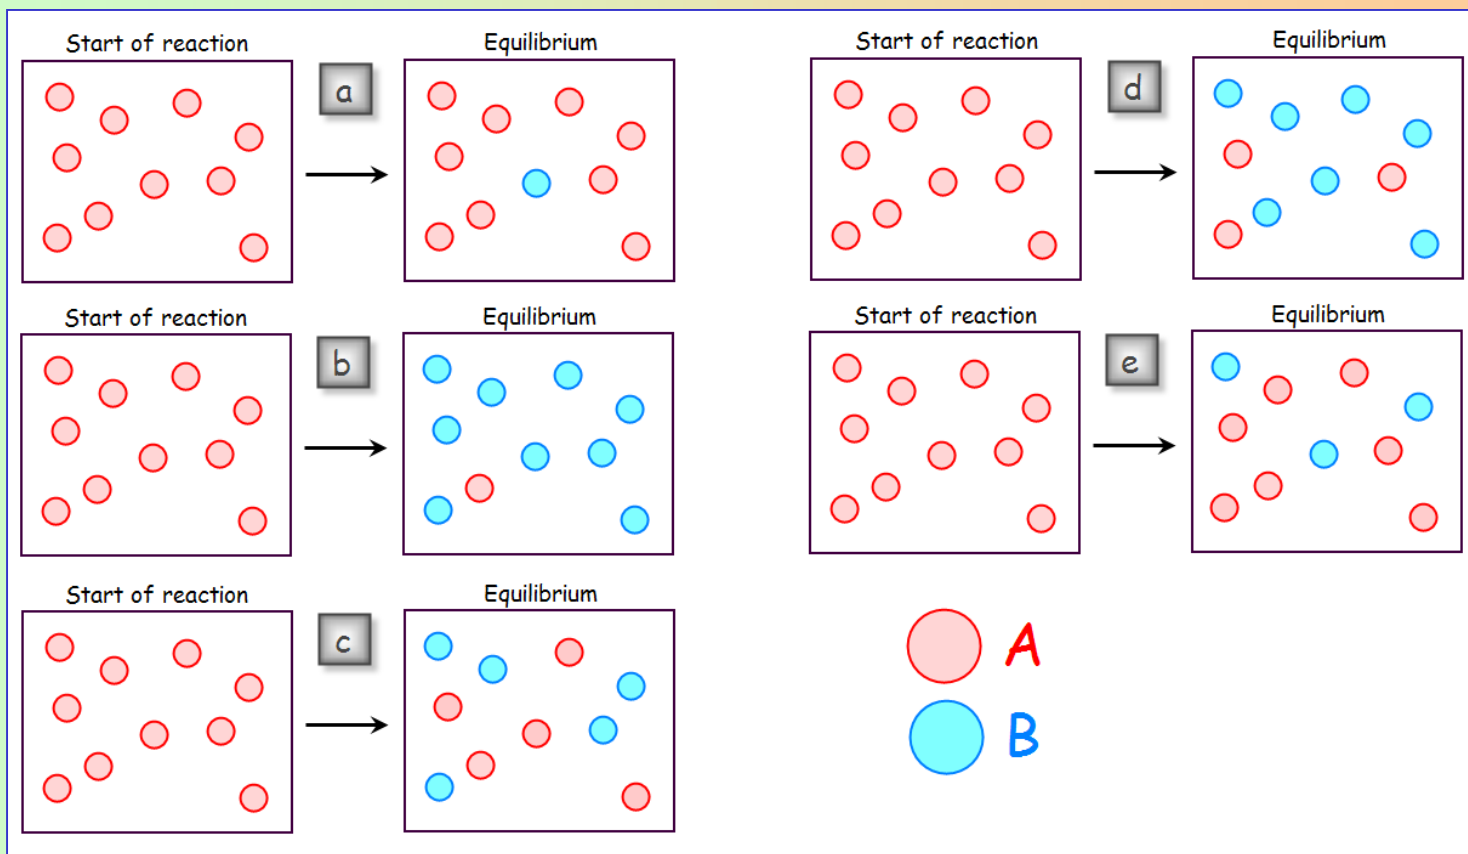 Start of reaction
a
Equilibrium
Start of reaction
d
Equilibrium
Start of reaction
b
Equilibrium
Start of reaction
e
Equilibrium
Start of reaction
c
Equilibrium
A
B